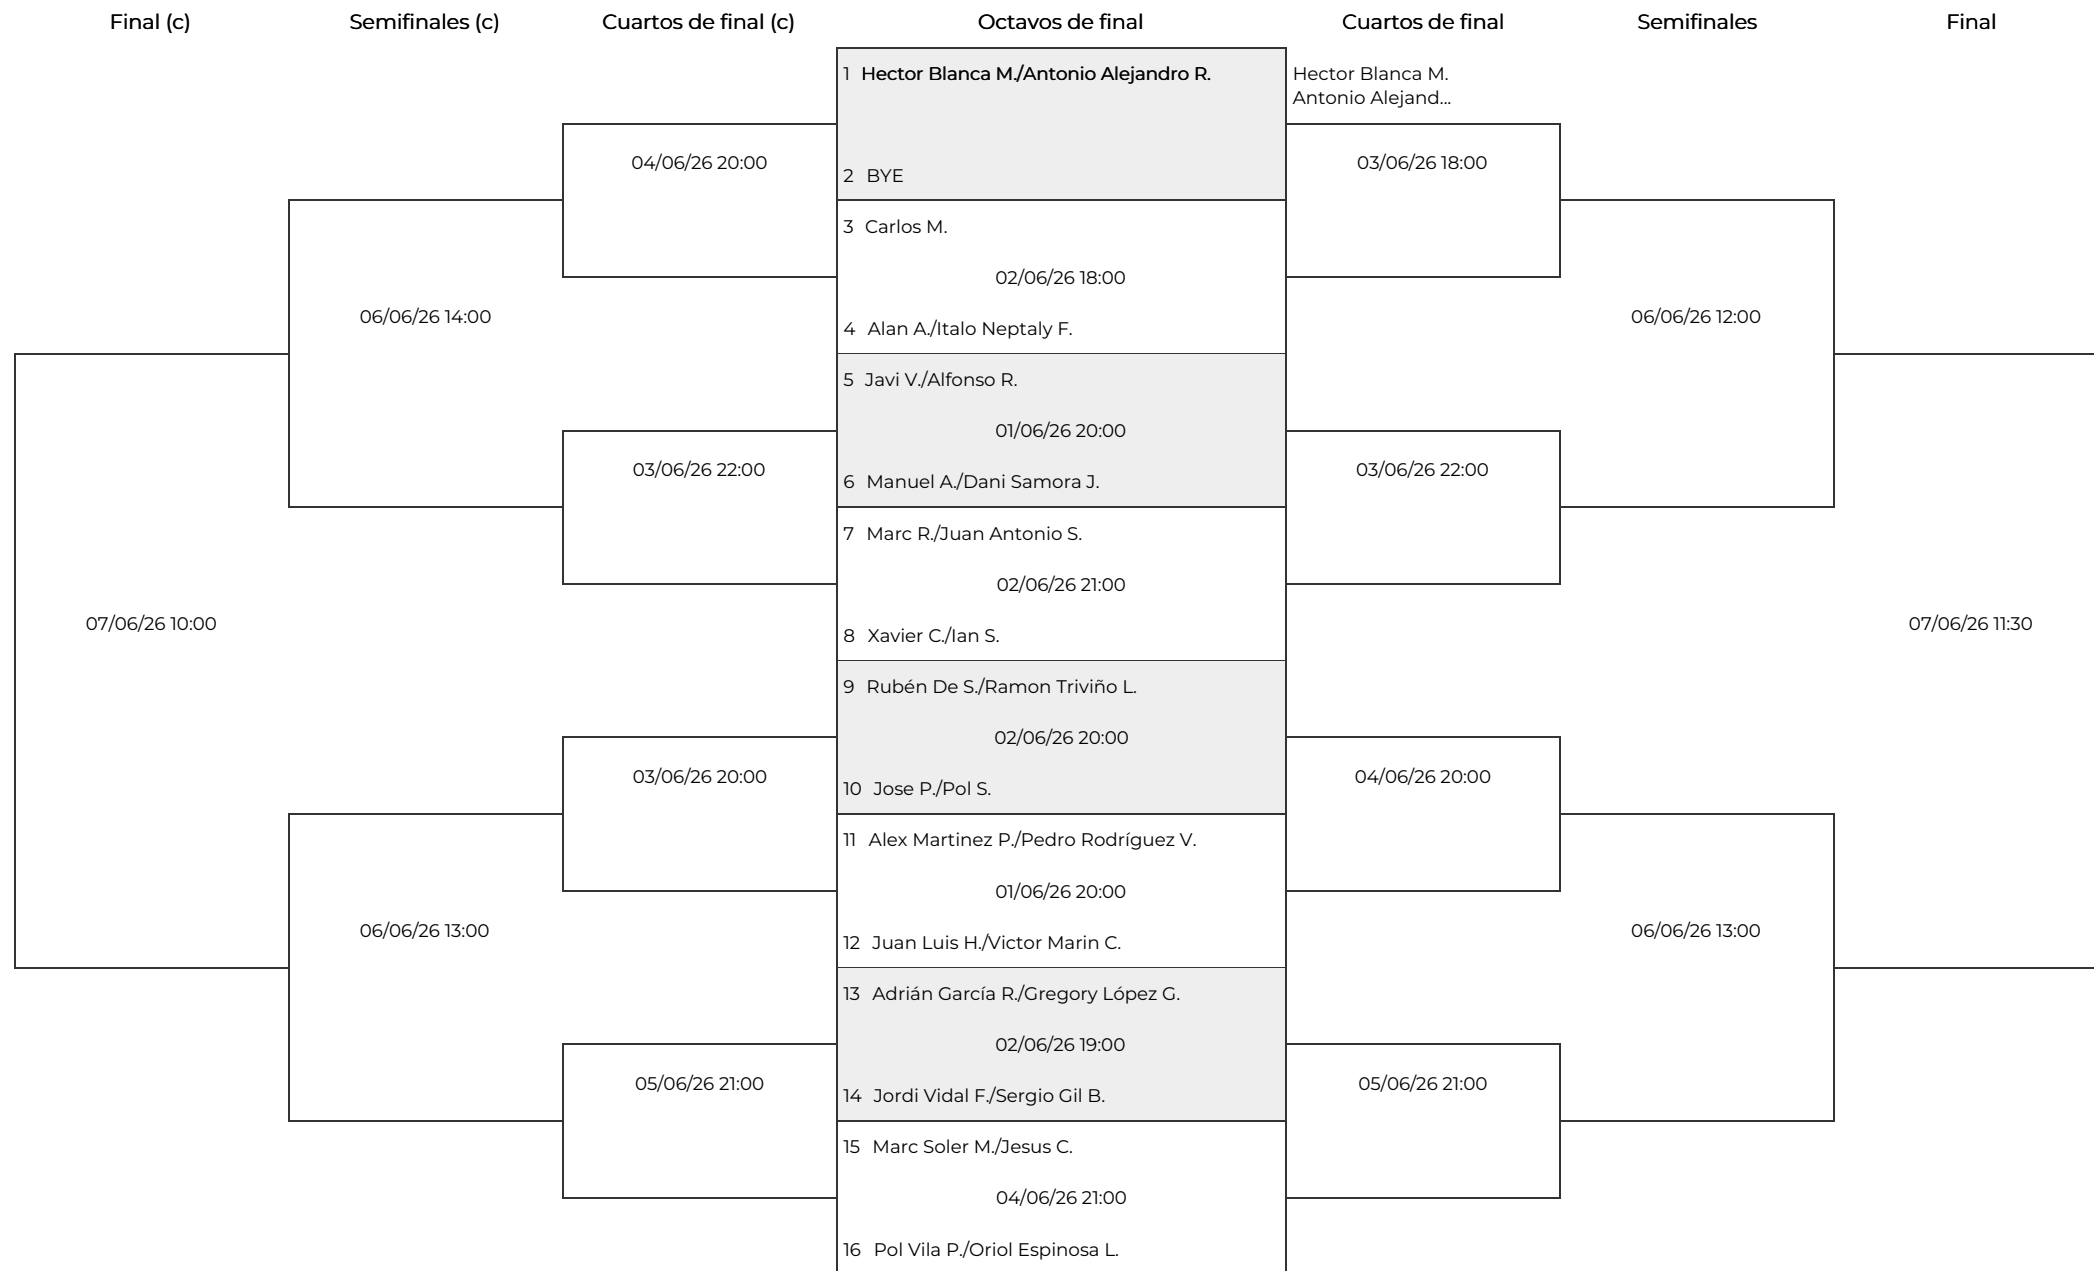 Final (c) Semifinales (c) Cuartos de final (c) Octavos de final Cuartos de final Semifinales Final
1 Hector Blanca M./Antonio Alejandro R. Hector Blanca M.
Antonio Alejand...
04/06/26 20:00 03/06/26 18:00
2 BYE
3 Carlos M.
02/06/26 18:00
06/06/26 14:00 06/06/26 12:00
4 Alan A./Italo Neptaly F.
5 Javi V./Alfonso R.
01/06/26 20:00
03/06/26 22:00 03/06/26 22:00
6 Manuel A./Dani Samora J.
7 Marc R./Juan Antonio S.
02/06/26 21:00
07/06/26 10:00 07/06/26 11:30
8 Xavier C./Ian S.
9 Rubén De S./Ramon Triviño L.
02/06/26 20:00
03/06/26 20:00 04/06/26 20:00
10 Jose P./Pol S.
11 Alex Martinez P./Pedro Rodríguez V.
01/06/26 20:00
06/06/26 13:00 06/06/26 13:00
12 Juan Luis H./Victor Marin C.
13 Adrián García R./Gregory López G.
02/06/26 19:00
05/06/26 21:00 05/06/26 21:00
14 Jordi Vidal F./Sergio Gil B.
15 Marc Soler M./Jesus C.
04/06/26 21:00
16 Pol Vila P./Oriol Espinosa L.